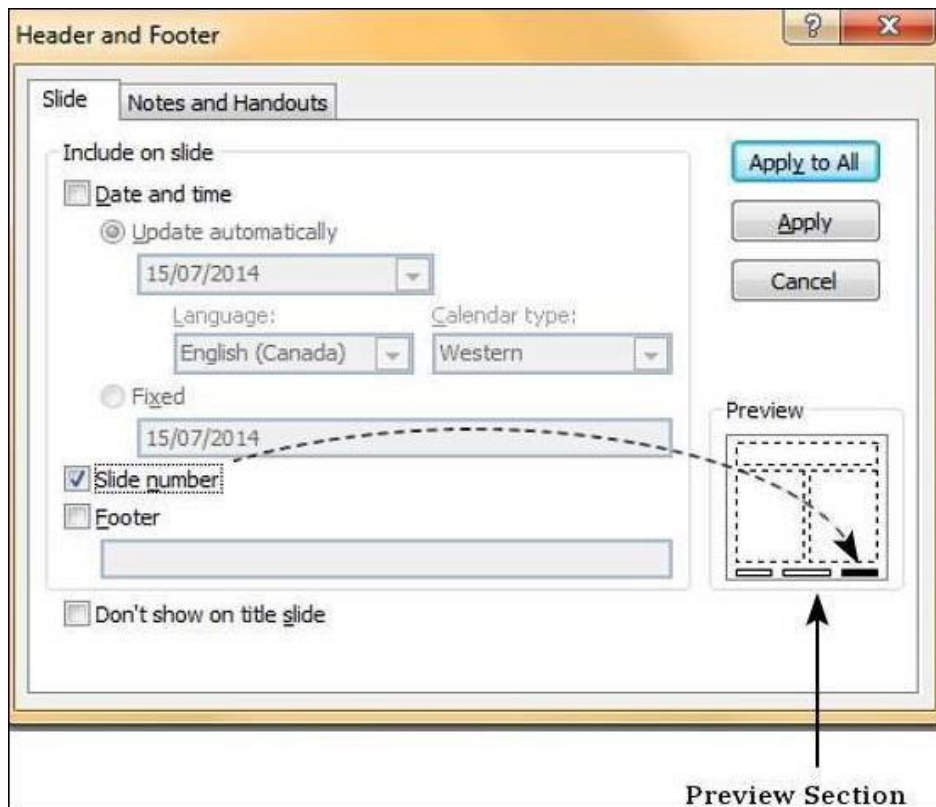 Header and Footer
Slide
Notes and Handouts
Include on slide
Date and time
Update automatically
15/07/2014
Language:
Calendar type:
English (Canada)
Western
Fixed
15/07/2014
Slide number
Footer
Don't show on title slide
Apply to All
Apply
Cancel
Preview
Preview Section